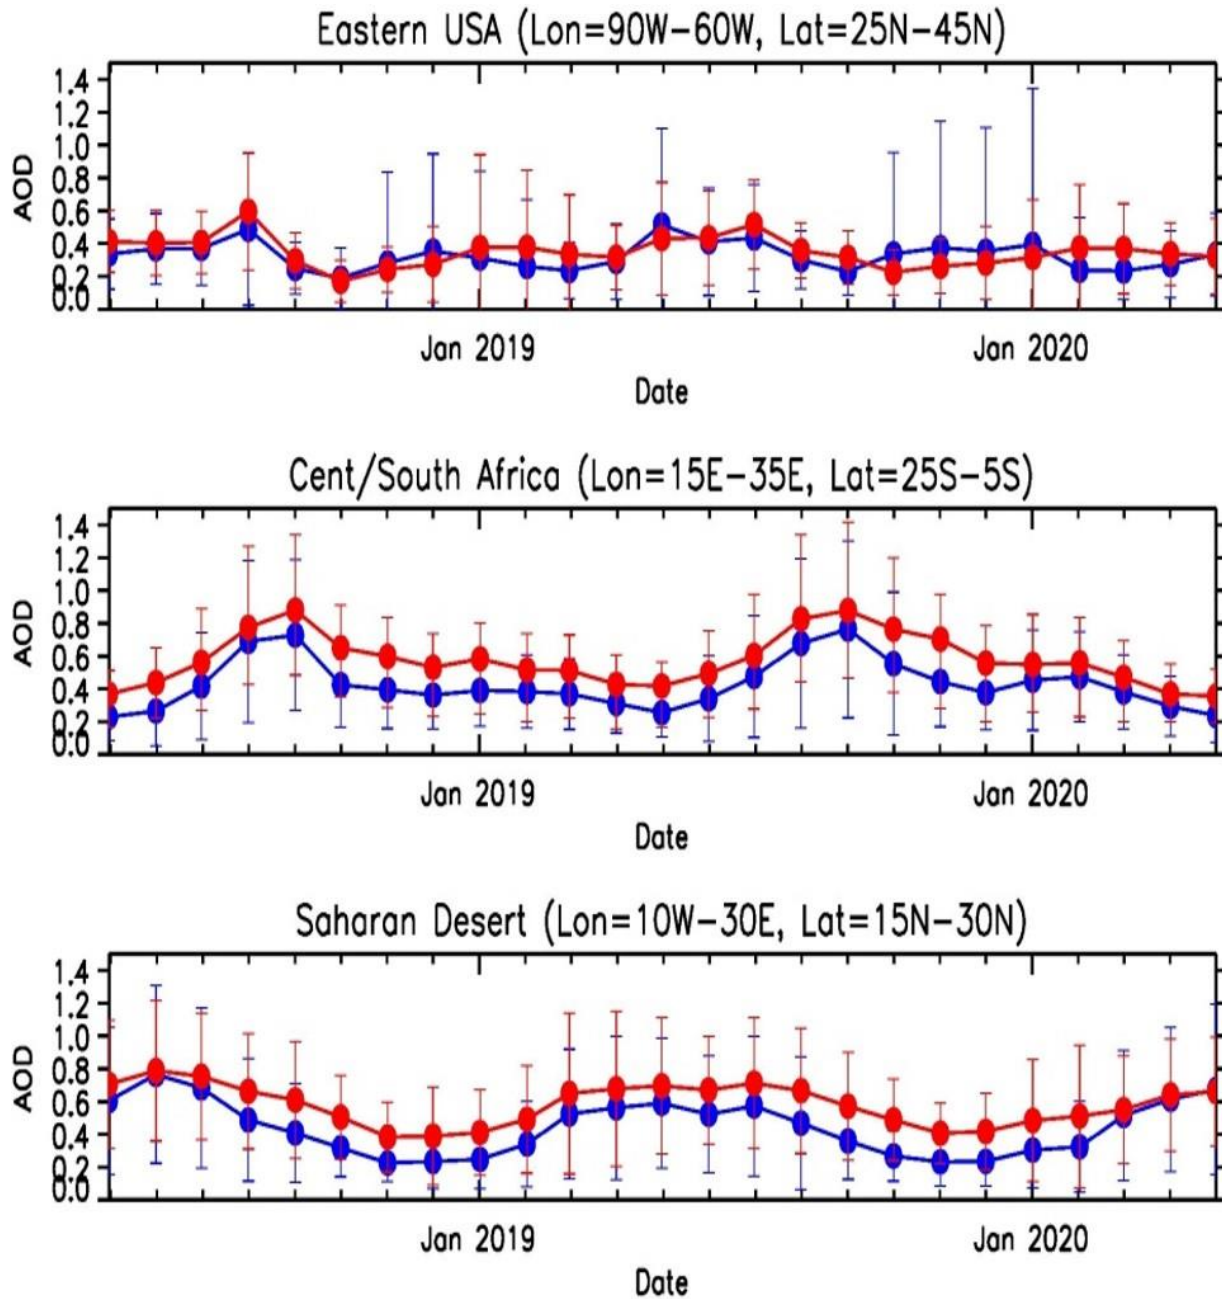 Eastern USA (Lon=90W-60W, Lat=25N-45N)
1.4
1.2
1.0
0.8
0.6
0.4
0.2
0.0
AOD
Jan 2019 Jan 2020
Date
Cent/South Africa (Lon=15E-35E, Lat=25S-5S)
1.4
1.2
1.0
0.8
0.6
0.4
0.2
0.0
AOD
Jan 2019 Jan 2020
Date
Saharan Desert (Lon=10W-30E, Lat=15N-30N)
1.4
1.2
1.0
0.8
0.6
0.4
0.2
0.0
AOD
Jan 2019 Jan 2020
Date